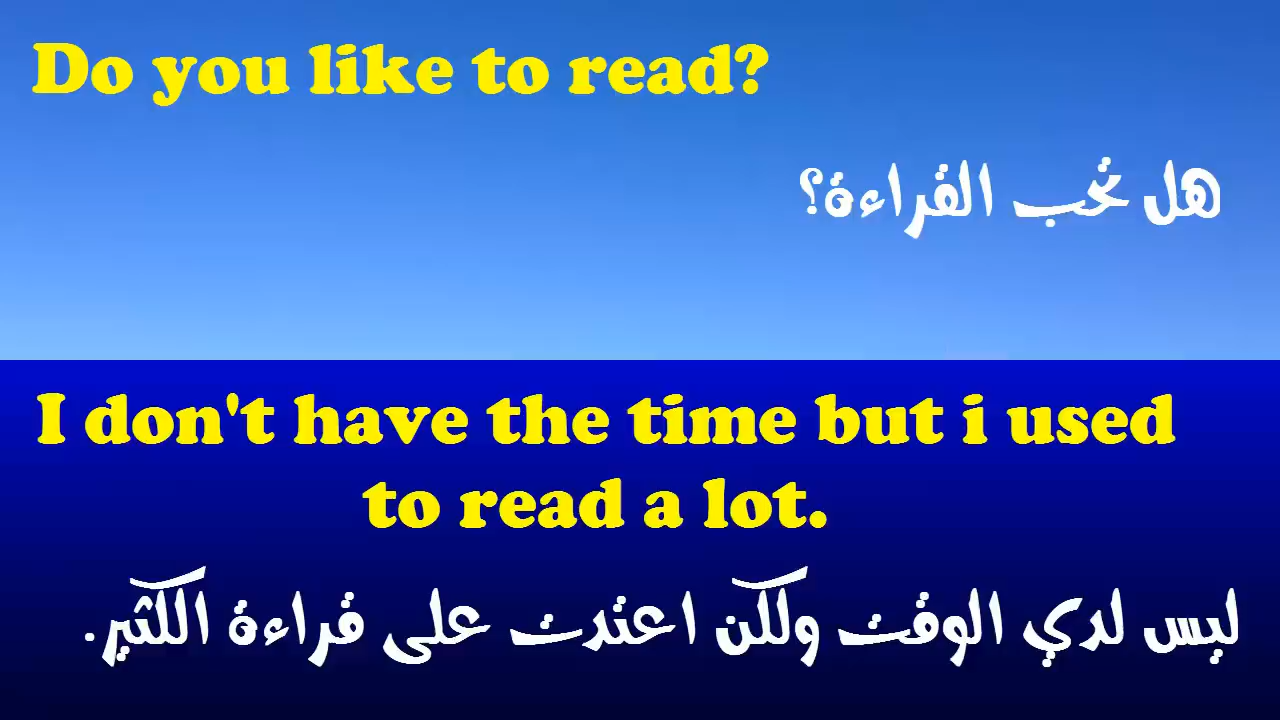 Do you like to read?
هل تحب القراءة؟
I don't have the time but i used
to read a lot.
ليس لدي الوقت ولكن اعتدت على قراءة الكثير.